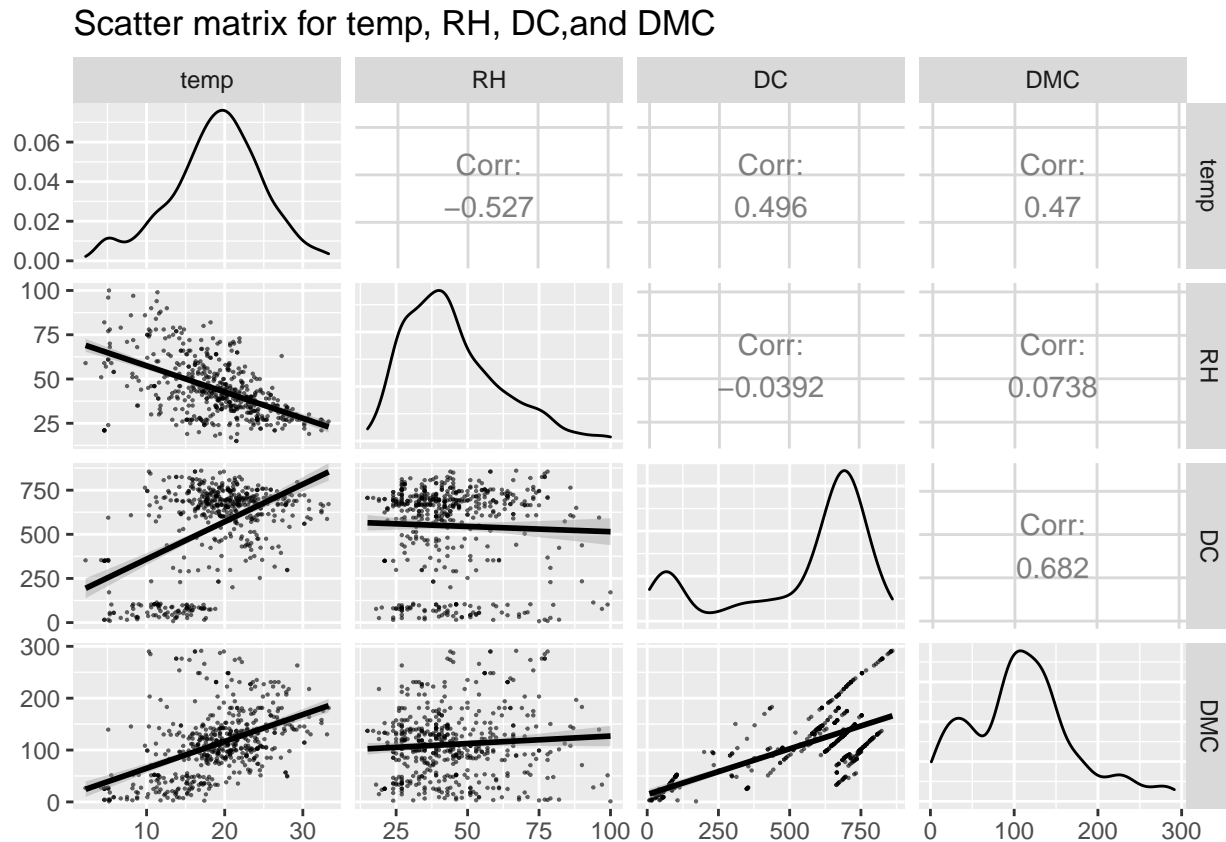 Scatter matrix for temp, RH, DC,and DMC
temp
RH
DC
DMC
0.06
0.04
0.02
0.00
Corr:
−0.527
Corr:
0.496
Corr:
0.47
temp
100
75
50
25
Corr:
−0.0392
Corr:
0.0738
RH
750
500
250
0
Corr:
0.682
DC
300
200
100
0
DMC
10
20
30
25
50
75
100
0
250
500
750
0
100
200
300